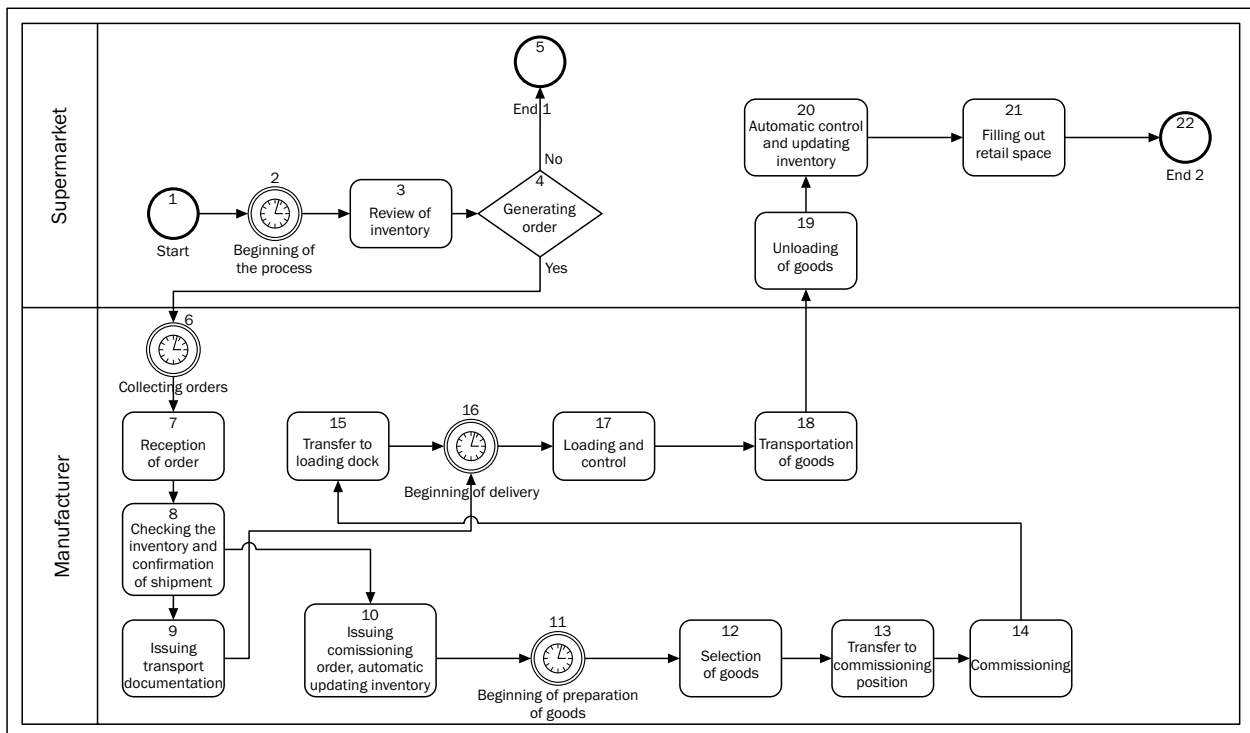 Supermarket
1
Start
2
Beginning of
the process
3
Review of
inventory
4
Generating
order
No
Yes
5
End 1
20
Automatic control
and updating
inventory
21
Filling out
retail space
22
End 2
19
Unloading
of goods
Manufacturer
6
Collecting orders
7
Reception
of order
8
Checking the
inventory and
confirmation
of shipment
9
Issuing
transport
documentation
15
Transfer to
loading dock
16
Beginning of delivery
17
Loading and
control
18
Transportation
of goods
10
Issuing
comissioning
order, automatic
updating inventory
11
Beginning of preparation
of goods
12
Selection
of goods
13
Transfer to
commissioning
position
14
Commissioning